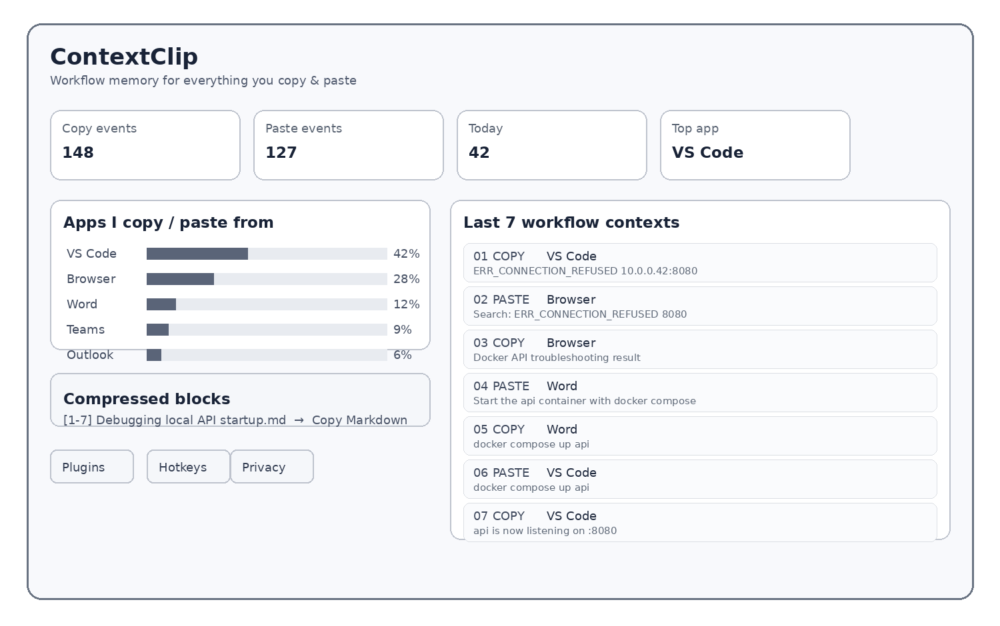 ContextClip
Workflow memory for everything you copy & paste
Copy events
148
Paste events
127
Today
42
Top app
VS Code
Apps I copy / paste from
VS Code 42%
Browser 28%
Word 12%
Teams 9%
Outlook 6%
Compressed blocks
[1-7] Debugging local API startup.md → Copy Markdown
Plugins
Hotkeys
Privacy
Last 7 workflow contexts
01 COPY VS Code
ERR_CONNECTION_REFUSED 10.0.0.42:8080
02 PASTE Browser
Search: ERR_CONNECTION_REFUSED 8080
03 COPY Browser
Docker API troubleshooting result
04 PASTE Word
Start the api container with docker compose
05 COPY Word
docker compose up api
06 PASTE VS Code
docker compose up api
07 COPY VS Code
api is now listening on :8080